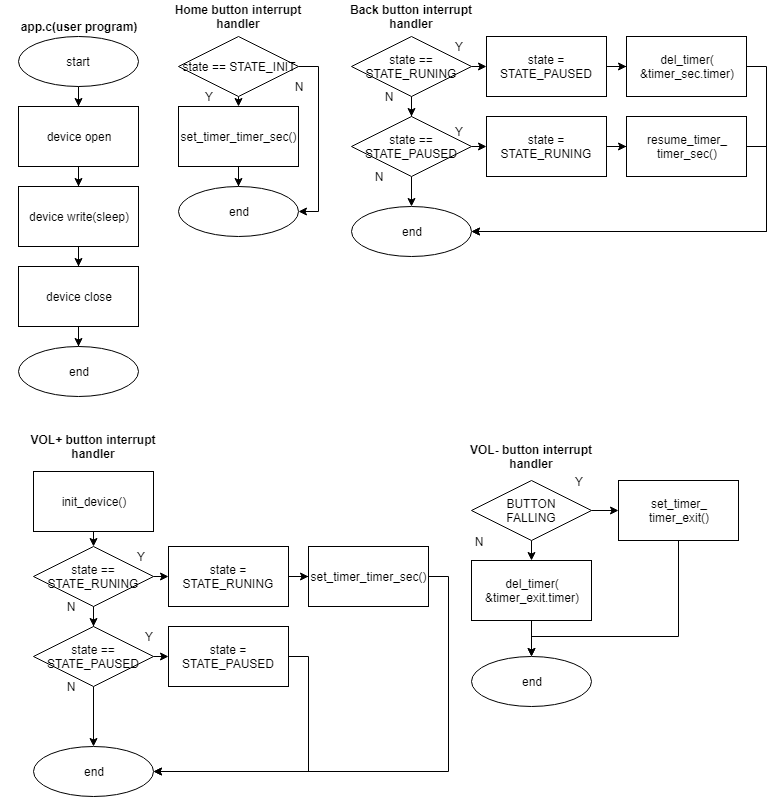 app.c(user program)
start
device open
device write(sleep)
device close
end
Home button interrupt
handler
state == STATE_INIT
Y
N
set_timer_timer_sec()
end
Back button interrupt
handler
state ==
STATE_RUNING
Y
N
state =
STATE_PAUSED
del_timer(
&timer_sec.timer)
state ==
STATE_PAUSED
Y
N
state =
STATE_RUNING
resume_timer_
timer_sec()
end
VOL+ button interrupt
handler
init_device()
state ==
STATE_RUNING
Y
N
state =
STATE_RUNING
set_timer_timer_sec()
state ==
STATE_PAUSED
Y
N
state =
STATE_PAUSED
end
VOL- button interrupt
handler
BUTTON
FALLING
Y
N
set_timer_
timer_exit()
del_timer(
&timer_exit.timer)
end